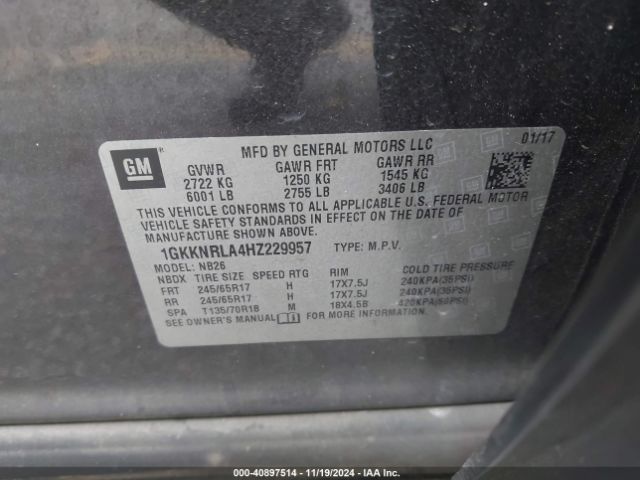 GM
MFD BY GENERAL MOTORS LLC 01/17
GVWR GAWR FRT GAWR RR
2722 KG 1250 KG 1545 KG
6001 LB 2755 LB 3406 LB
THIS VEHICLE CONFORMS TO ALL APPLICABLE U.S. FEDERAL MOTOR
VEHICLE SAFETY STANDARDS IN EFFECT ON THE DATE OF
MANUFACTURE SHOWN ABOVE.
1GKKNRLA4HZ229957 TYPE: M.P.V.
MODEL: NB26
NBDX TIRE SIZE SPEED RTG RIM COLD TIRE PRESSURE
FRT 245/65R17 H 17X7.5J 240KPA(35PSI)
RR 245/65R17 H 17X7.5J 240KPA(35PSI)
SPA T135/70R18 M 18X4.5B 420KPA(60PSI)
SEE OWNER'S MANUAL FOR MORE INFORMATION.
000-40897514 - 11/19/2024 - IAA Inc.